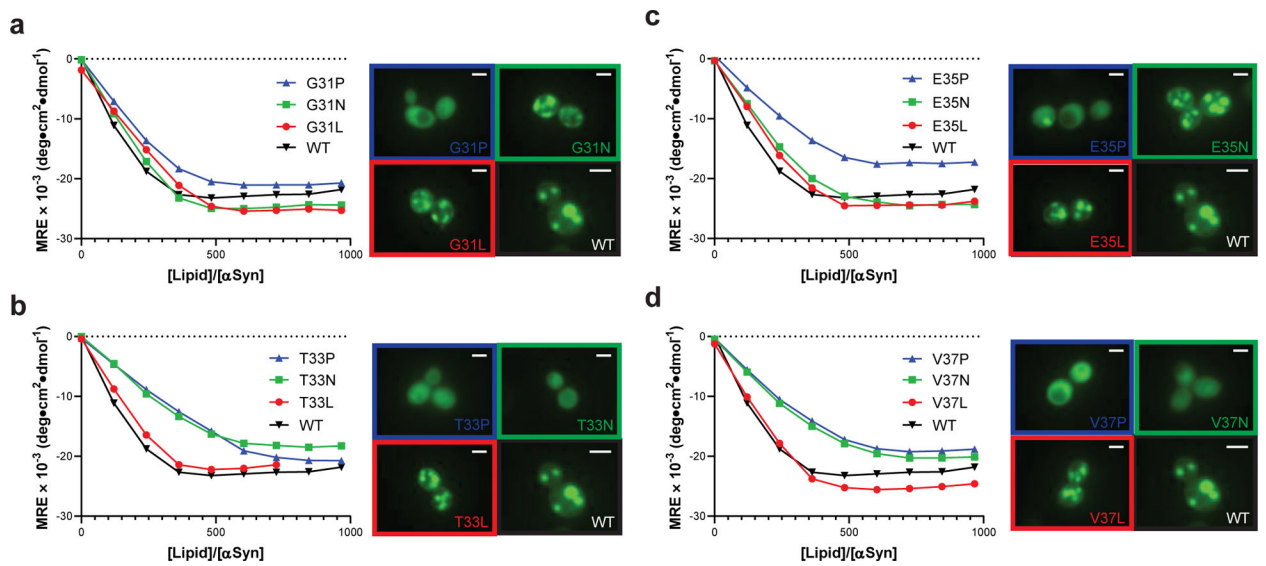 a
MRE × 10⁻³ (deg●cm²●dmol⁻¹)
0
-10
-20
-30
0
500
1000
[Lipid]/[αSyn]
G31P
G31N
G31L
WT
G31P
G31N
G31L
WT
c
MRE × 10⁻³ (deg●cm²●dmol⁻¹)
0
-10
-20
-30
0
500
1000
[Lipid]/[αSyn]
E35P
E35N
E35L
WT
E35P
E35N
E35L
WT
b
MRE × 10⁻³ (deg●cm²●dmol⁻¹)
0
-10
-20
-30
0
500
1000
[Lipid]/[αSyn]
T33P
T33N
T33L
WT
T33P
T33N
T33L
WT
d
MRE × 10⁻³ (deg●cm²●dmol⁻¹)
0
-10
-20
-30
0
500
1000
[Lipid]/[αSyn]
V37P
V37N
V37L
WT
V37P
V37N
V37L
WT